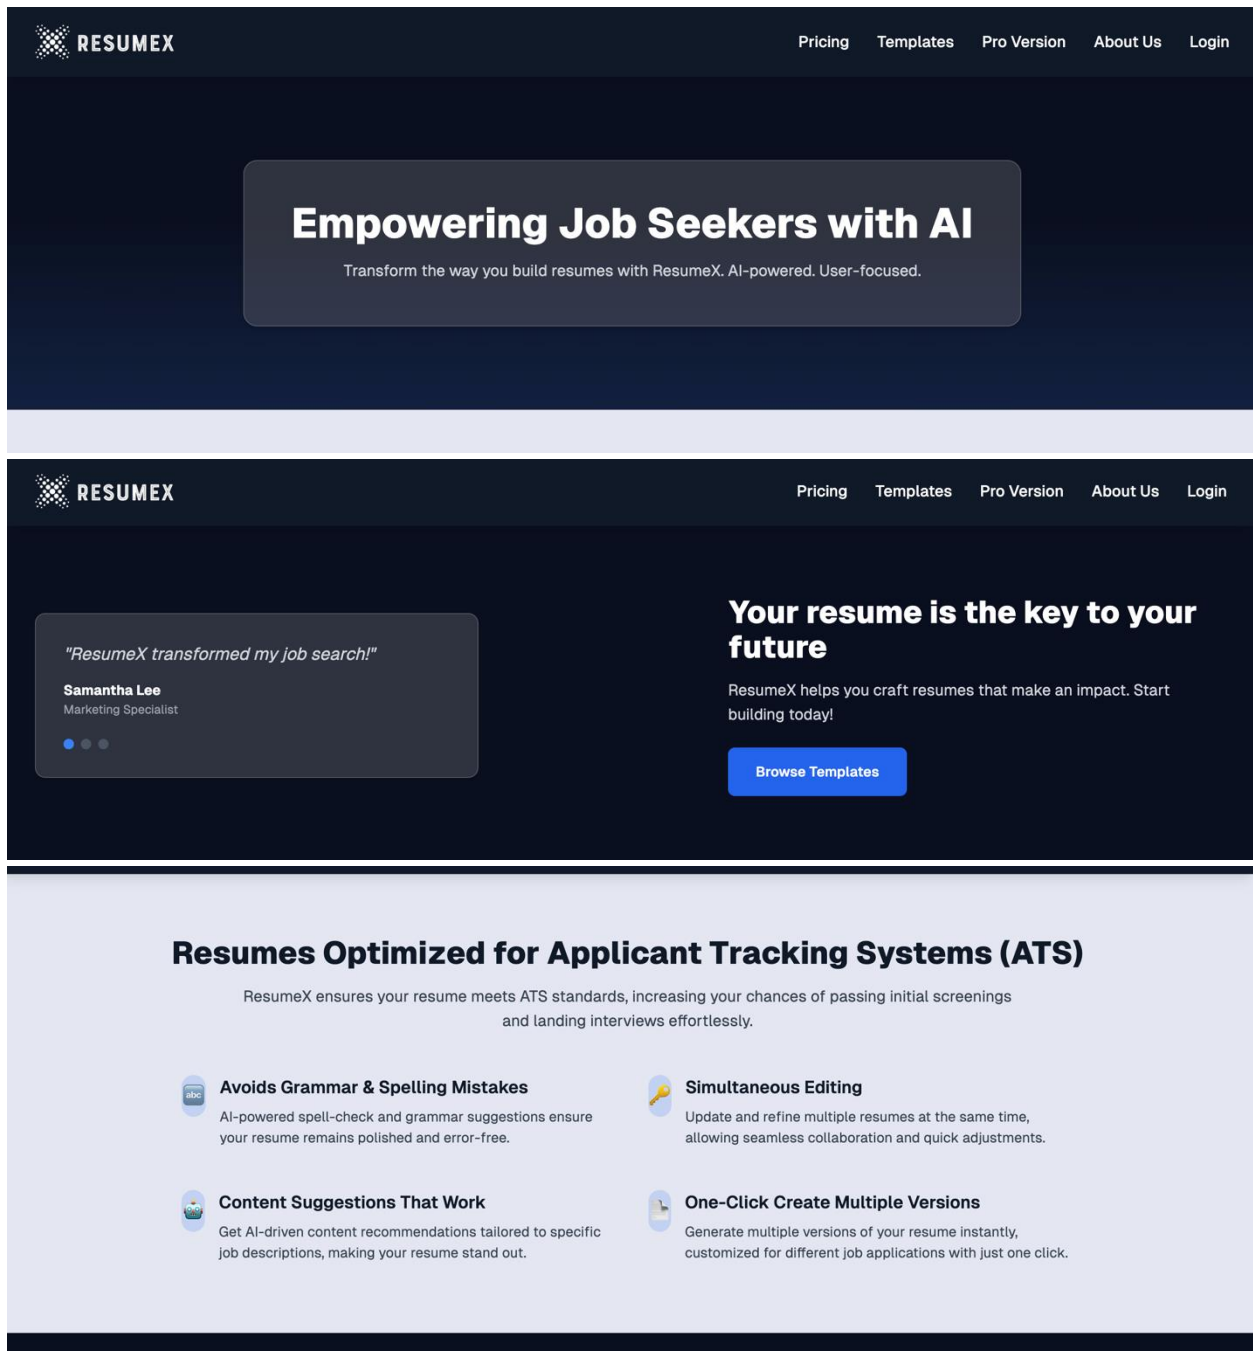 RESUMEX
Pricing Templates Pro Version About Us Login
Empowering Job Seekers with AI
Transform the way you build resumes with ResumeX. AI-powered. User-focused.
RESUMEX
Pricing Templates Pro Version About Us Login
"ResumeX transformed my job search!"
Samantha Lee
Marketing Specialist
Your resume is the key to your
future
ResumeX helps you craft resumes that make an impact. Start
building today!
Browse Templates
Resumes Optimized for Applicant Tracking Systems (ATS)
ResumeX ensures your resume meets ATS standards, increasing your chances of passing initial screenings
and landing interviews effortlessly.
abc
Avoids Grammar & Spelling Mistakes
AI-powered spell-check and grammar suggestions ensure
your resume remains polished and error-free.
Simultaneous Editing
Update and refine multiple resumes at the same time,
allowing seamless collaboration and quick adjustments.
Content Suggestions That Work
Get AI-driven content recommendations tailored to specific
job descriptions, making your resume stand out.
One-Click Create Multiple Versions
Generate multiple versions of your resume instantly,
customized for different job applications with just one click.